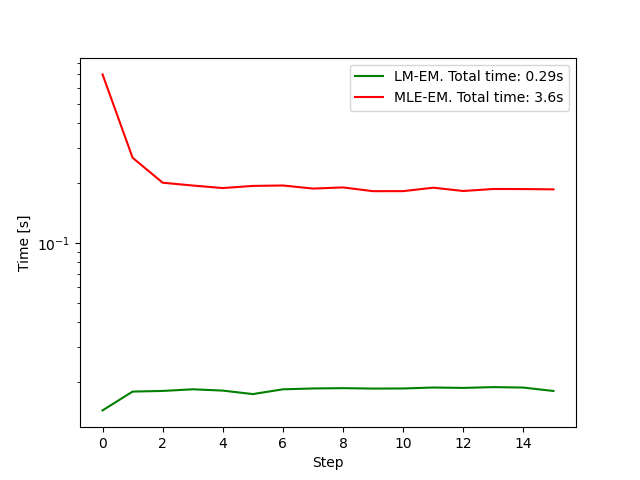 LM-EM. Total time: 0.29s
MLE-EM. Total time: 3.6s
Time [s]
10⁻¹
0 2 4 6 8 10 12 14
Step